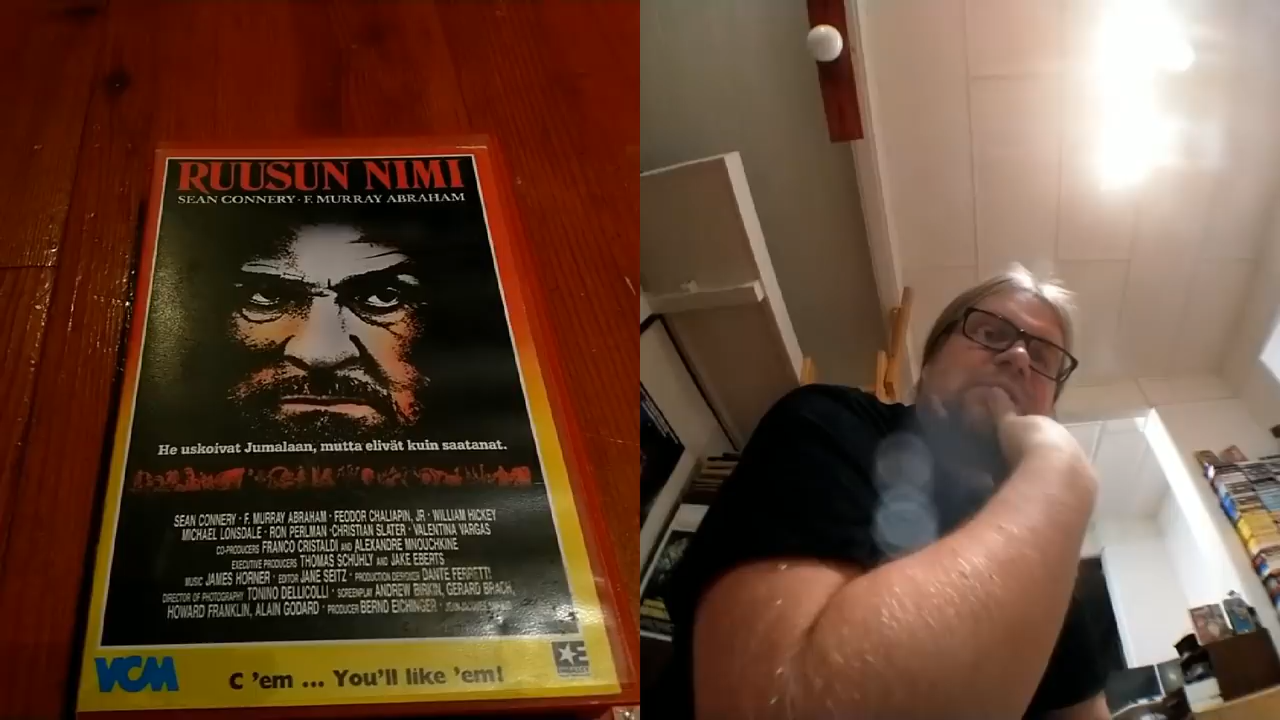 RUUSUN NIMI
SEAN CONNERY · F. MURRAY ABRAHAM
He uskoivat Jumalaan, mutta elivät kuin saatanat.
SEAN CONNERY · F. MURRAY ABRAHAM · FEODOR CHALIAPIN, JR · WILLIAM HICKEY
MICHAEL LONSDALE · RON PERLMAN · CHRISTIAN SLATER · VALENTINA VARGAS
CO-PRODUCERS FRANCO CRISTALDI AND ALEXANDRE MNOUCHKINE
EXECUTIVE PRODUCERS THOMAS SCHÜHLY AND JAKE EBERTS
MUSIC JAMES HORNER · EDITOR JANE SEITZ · PRODUCTION DESIGNER DANTE FERRETTI
DIRECTOR OF PHOTOGRAPHY TONINO DELLI COLLI · SCREENPLAY ANDREW BIRKIN, GERARD BRACH,
HOWARD FRANKLIN, ALAIN GODARD · PRODUCER BERND EICHINGER ·
VCM
C 'em ... You'll like 'em!